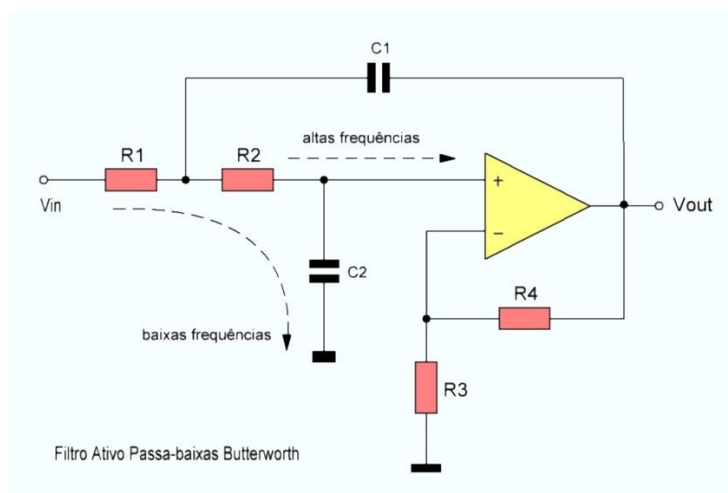 C1
altas frequências
R1
R2
+
Vin
Vout
−
C2
R4
baixas frequências
R3
Filtro Ativo Passa-baixas Butterworth